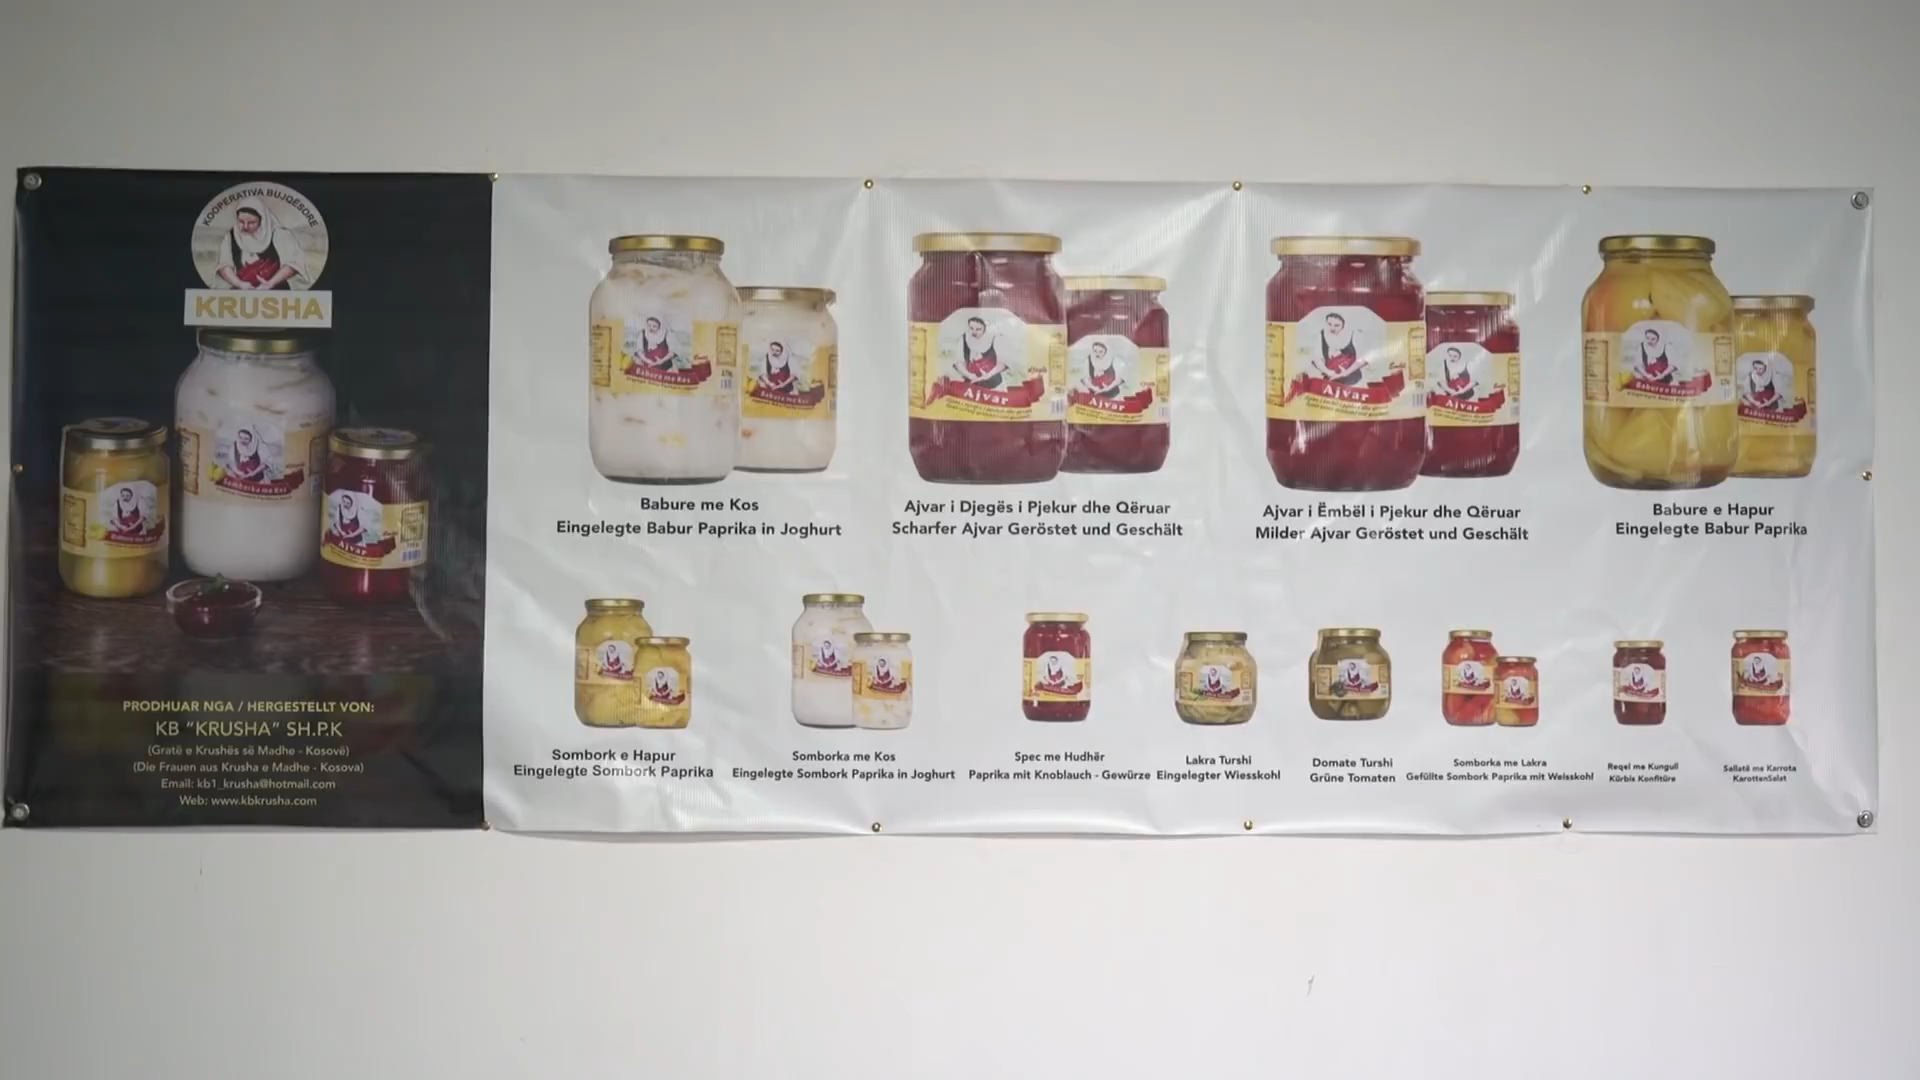 KOOPERATIVA BUJQËSORE
KRUSHA
Somborka me Kos
Ajvar
PRODHUAR NGA / HERGESTELLT VON:
KB "KRUSHA" SH.P.K
(Gratë e Krushës së Madhe - Kosovë)
(Die Frauen aus Krusha e Madhe - Kosova)
Email: kb1_krusha@hotmail.com
Web: www.kbkrusha.com
Babure me Kos
Babure me Kos
Ajvar
Ajvar
Ajvar
Ajvar
Babure e Hapur
Babure e Hapur
Babure me Kos
Eingelegte Babur Paprika in Joghurt
Ajvar i Djegës i Pjekur dhe Qëruar
Scharfer Ajvar Geröstet und Geschält
Ajvar i Ëmbël i Pjekur dhe Qëruar
Milder Ajvar Geröstet und Geschält
Babure e Hapur
Eingelegte Babur Paprika
Sombork e Hapur
Eingelegte Sombork Paprika
Somborka me Kos
Eingelegte Sombork Paprika in Joghurt
Spec me Hudhër
Paprika mit Knoblauch - Gewürze
Lakra Turshi
Eingelegter Wiesskohl
Domate Turshi
Grüne Tomaten
Somborka me Lakra
Gefüllte Sombork Paprika mit Weisskohl
Reqel me Kungull
Kürbis Konfitüre
Sallatë me Karrota
KarottenSalat